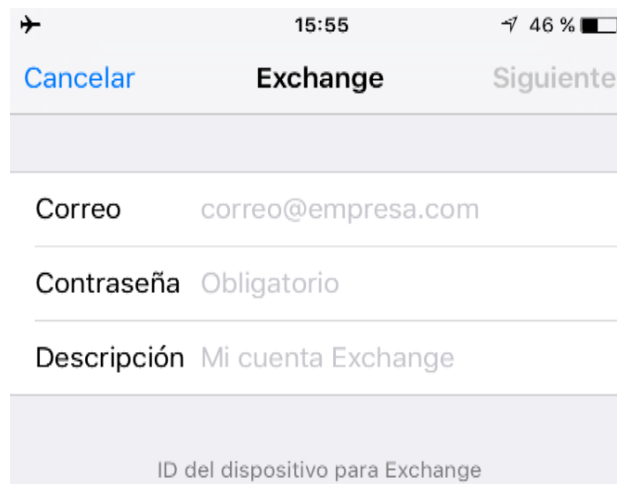 15:55 46 %
Cancelar Exchange Siguiente
Correo correo@empresa.com
Contraseña Obligatorio
Descripción Mi cuenta Exchange
ID del dispositivo para Exchange